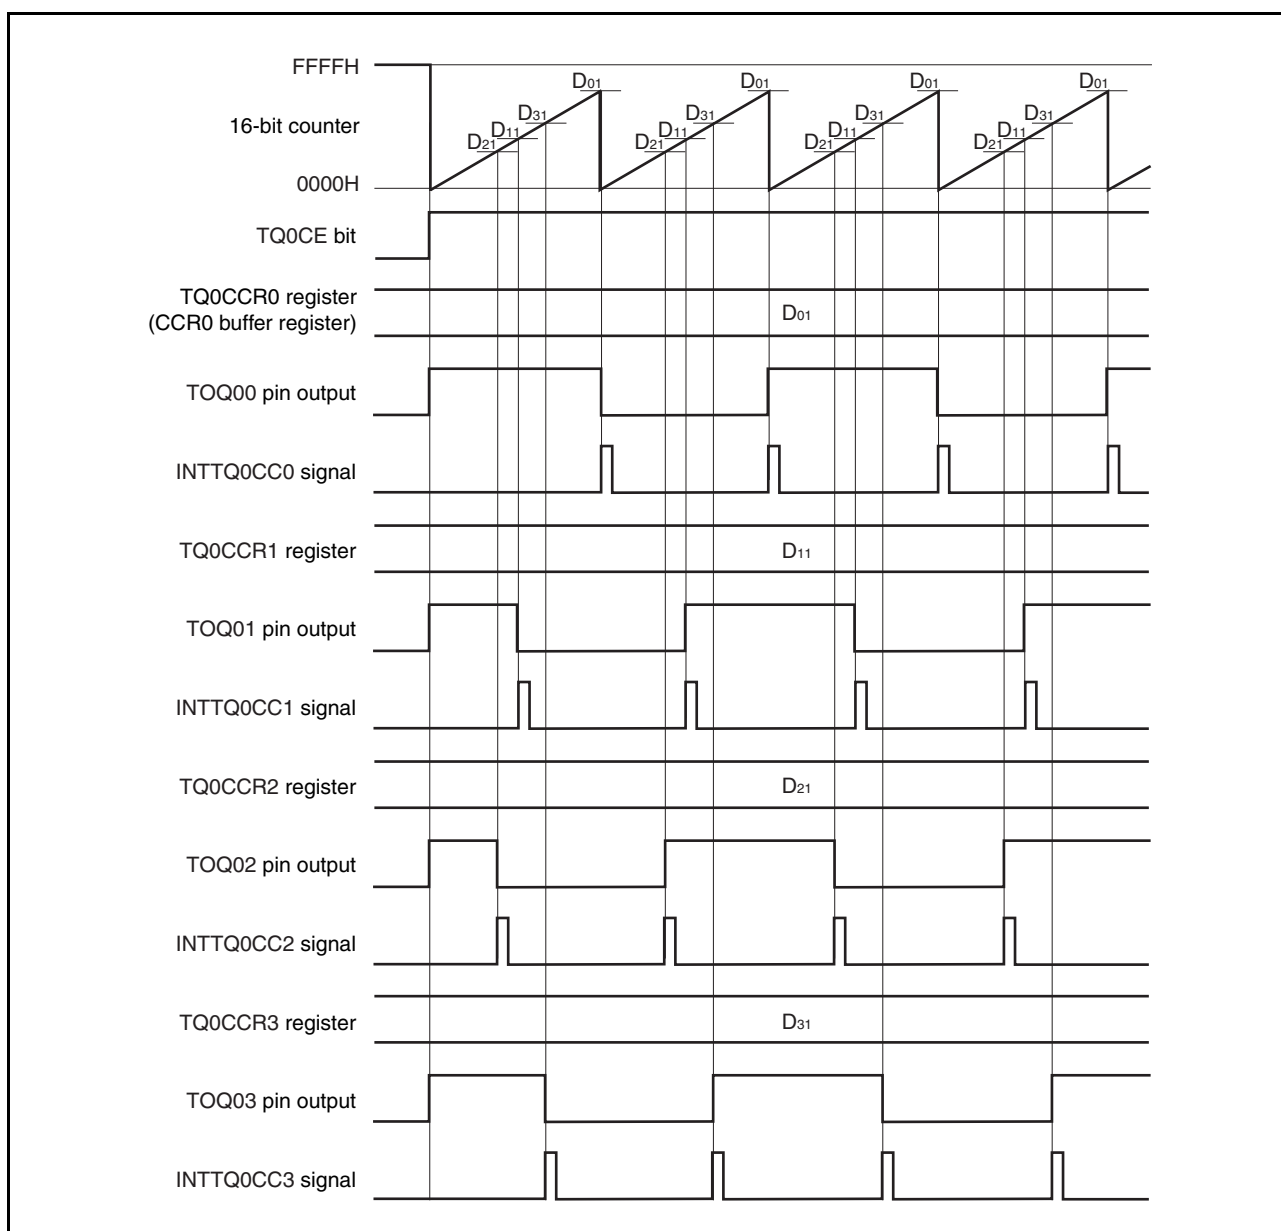 FFFFH
D01 D01 D01 D01
D31 D31 D31 D31
16-bit counter
D11 D11 D11 D11
D21 D21 D21 D21
0000H
TQ0CE bit
TQ0CCR0 register
(CCR0 buffer register)
D01
TOQ00 pin output
INTTQ0CC0 signal
TQ0CCR1 register
D11
TOQ01 pin output
INTTQ0CC1 signal
TQ0CCR2 register
D21
TOQ02 pin output
INTTQ0CC2 signal
TQ0CCR3 register
D31
TOQ03 pin output
INTTQ0CC3 signal